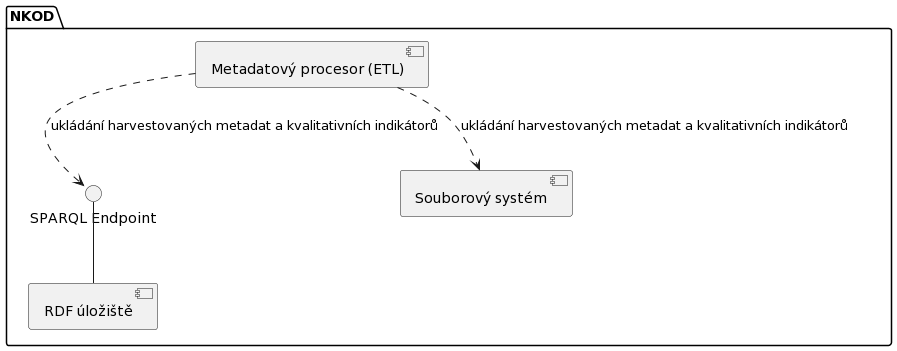 NKOD
Metadatový procesor (ETL)
ukládání harvestovaných metadat a kvalitativních indikátorů
ukládání harvestovaných metadat a kvalitativních indikátorů
Souborový systém
SPARQL Endpoint
RDF úložiště